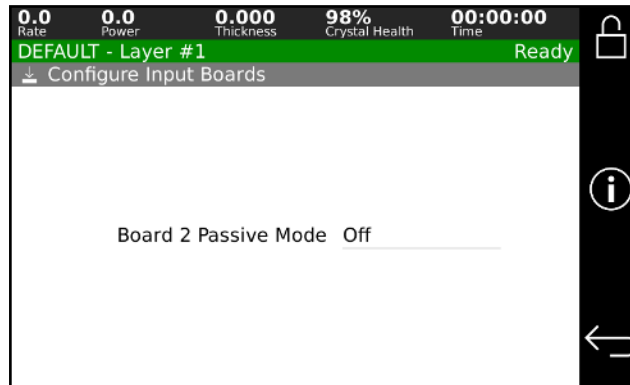 0.0 0.0 0.000 98% 00:00:00
Rate Power Thickness Crystal Health Time
DEFAULT - Layer #1 Ready
Configure Input Boards
Board 2 Passive Mode Off